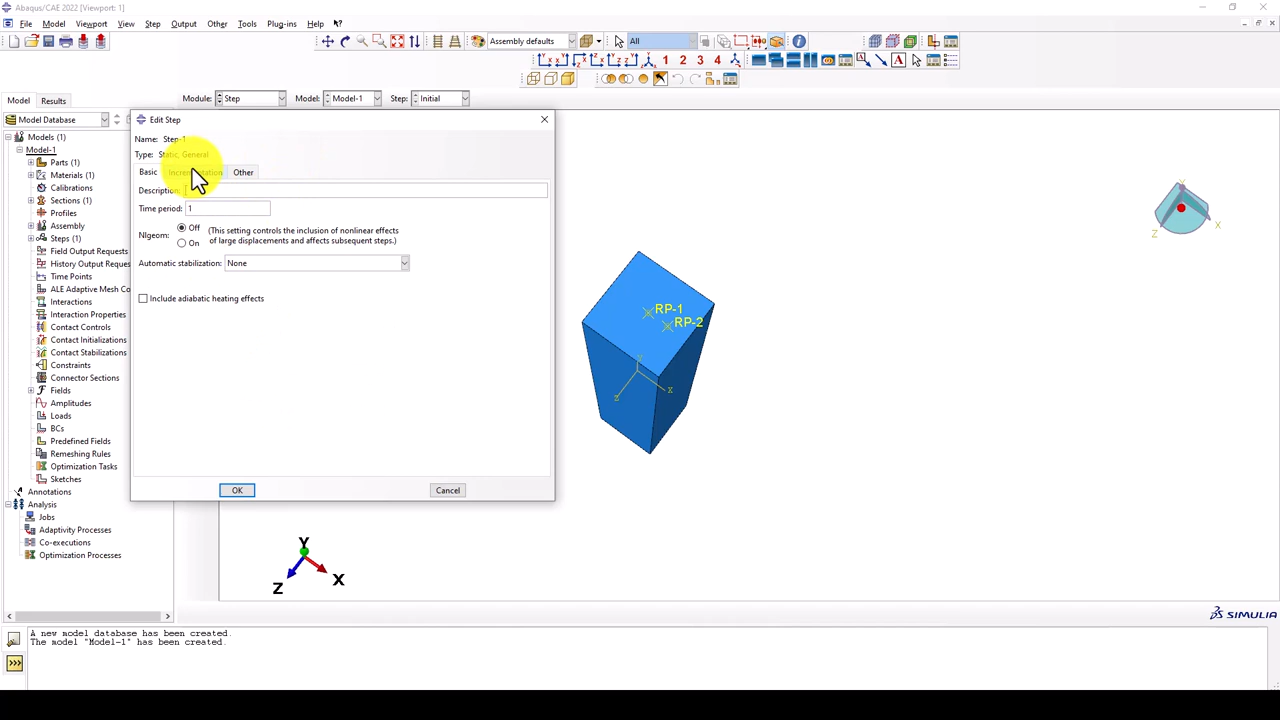 Abaqus/CAE 2022 [Viewport: 1]
File Model Viewport View Step Output Other Tools Plug-ins Help
All
Assembly defaults
1 2 3 4
Model Results
Module: Step Model: Model-1 Step: Initial
Model Database
Models (1)
Model-1
Parts (1)
Materials (1)
Calibrations
Sections (1)
Profiles
Assembly
Steps (1)
Field Output Requests
History Output Reque
Time Points
ALE Adaptive Mesh Co
Interactions
Interaction Properties
Contact Controls
Contact Initializations
Contact Stabilizations
Constraints
Connector Sections
Fields
Amplitudes
Loads
BCs
Predefined Fields
Remeshing Rules
Optimization Tasks
Sketches
Annotations
Analysis
Jobs
Adaptivity Processes
Co-executions
Optimization Processes
Edit Step
Name: Step-1
Type: Static, General
Basic Incrementation Other
Description:
Time period: 1
Nlgeom: Off (This setting controls the inclusion of nonlinear effects
On of large displacements and affects subsequent steps.)
Automatic stabilization: None
Include adiabatic heating effects
OK Cancel
RP-1
RP-2
Y
X
Z
Y
X
Z
Y
Z X
SIMULIA
A new model database has been created.
The model "Model-1" has been created.
>>>